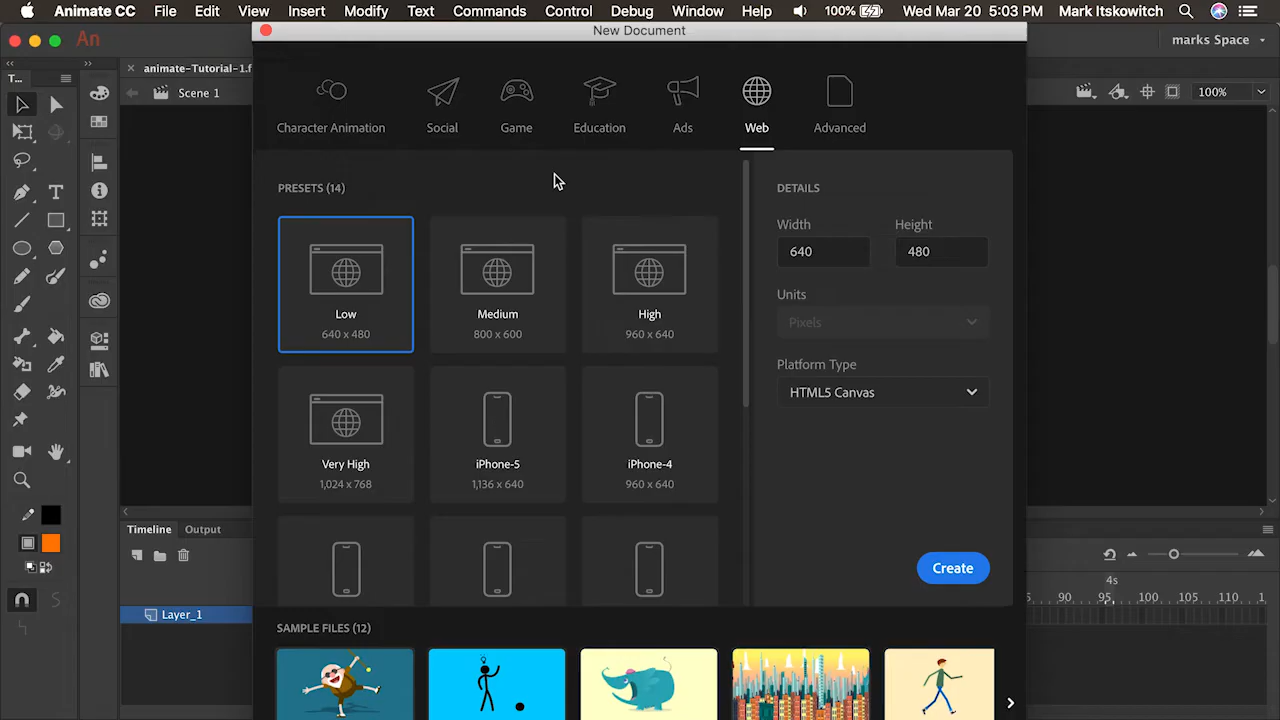 Animate CC File Edit View Insert Modify Text Commands Control Debug Window Help 100% Wed Mar 20 5:03 PM Mark Itskowitch
New Document
An
marks Space
T...
animate-Tutorial-1.f
Scene 1
100%
Character Animation
Social
Game
Education
Ads
Web
Advanced
PRESETS (14)
Low
640 x 480
Medium
800 x 600
High
960 x 640
Very High
1,024 x 768
iPhone-5
1,136 x 640
iPhone-4
960 x 640
DETAILS
Width
Height
640
480
Units
Pixels
Platform Type
HTML5 Canvas
Create
SAMPLE FILES (12)
Timeline
Output
4s
90 95 100 105 110 1
Layer_1